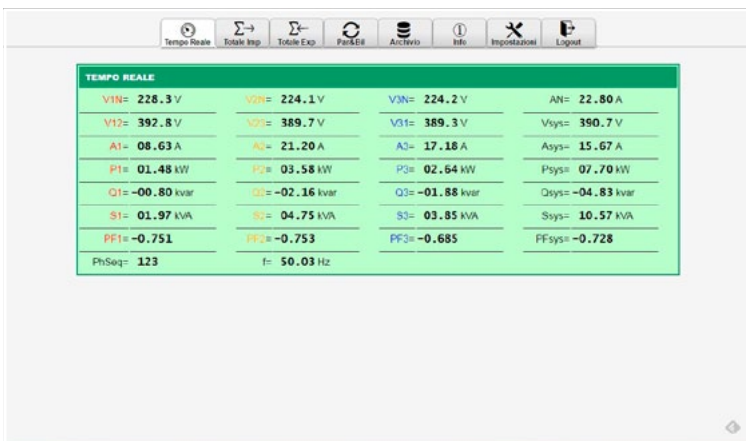 Tempo Reale Totale Imp Totale Exp Par&Bil Archivio Info Impostazioni Logout
TEMPO REALE
V1N= 228.3 V V2N= 224.1 V V3N= 224.2 V AN= 22.80 A
V12= 392.8 V V23= 389.7 V V31= 389.3 V Vsys= 390.7 V
A1= 08.63 A A2= 21.20 A A3= 17.18 A Asys= 15.67 A
P1= 01.48 kW P2= 03.58 kW P3= 02.64 kW Psys= 07.70 kW
Q1= -00.80 kvar Q2= -02.16 kvar Q3= -01.88 kvar Qsys= -04.83 kvar
S1= 01.97 kVA S2= 04.75 kVA S3= 03.85 kVA Ssys= 10.57 kVA
PF1= -0.751 PF2= -0.753 PF3= -0.685 PFsys= -0.728
PhSeq= 123 f= 50.03 Hz